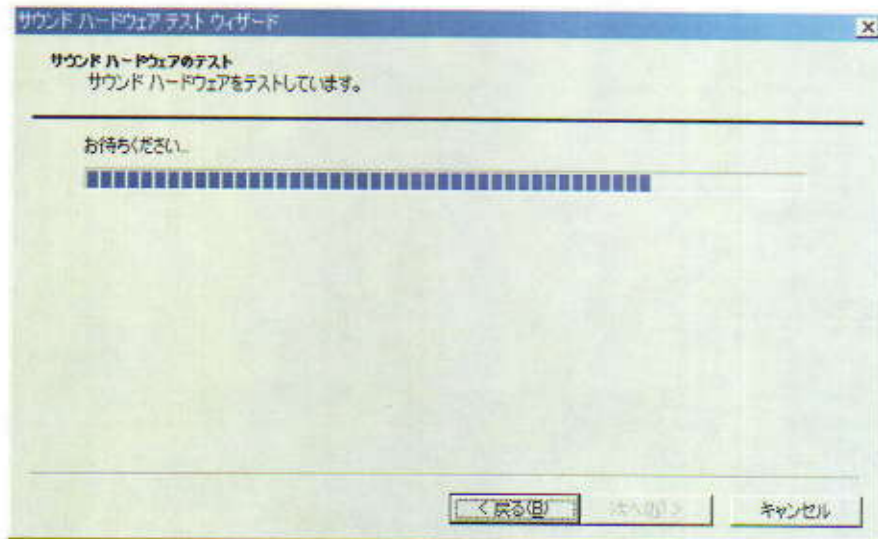 サウンド ハードウェア テスト ウィザード
サウンド ハードウェアのテスト
サウンド ハードウェアをテストしています。
お待ちください...
< 戻る(B)
次へ(N) >
キャンセル